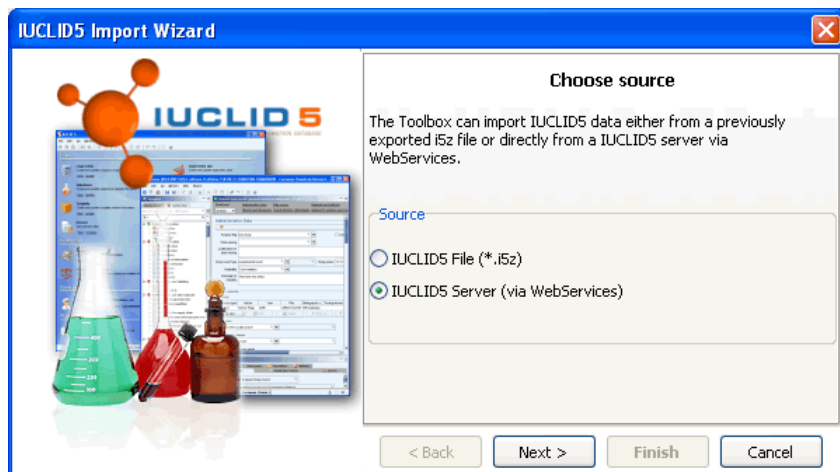 IUCLID5 Import Wizard
IUCLID 5
Choose source
The Toolbox can import IUCLID5 data either from a previously
exported i5z file or directly from a IUCLID5 server via
WebServices.
Source
IUCLID5 File (*.i5z)
IUCLID5 Server (via WebServices)
< Back
Next >
Finish
Cancel